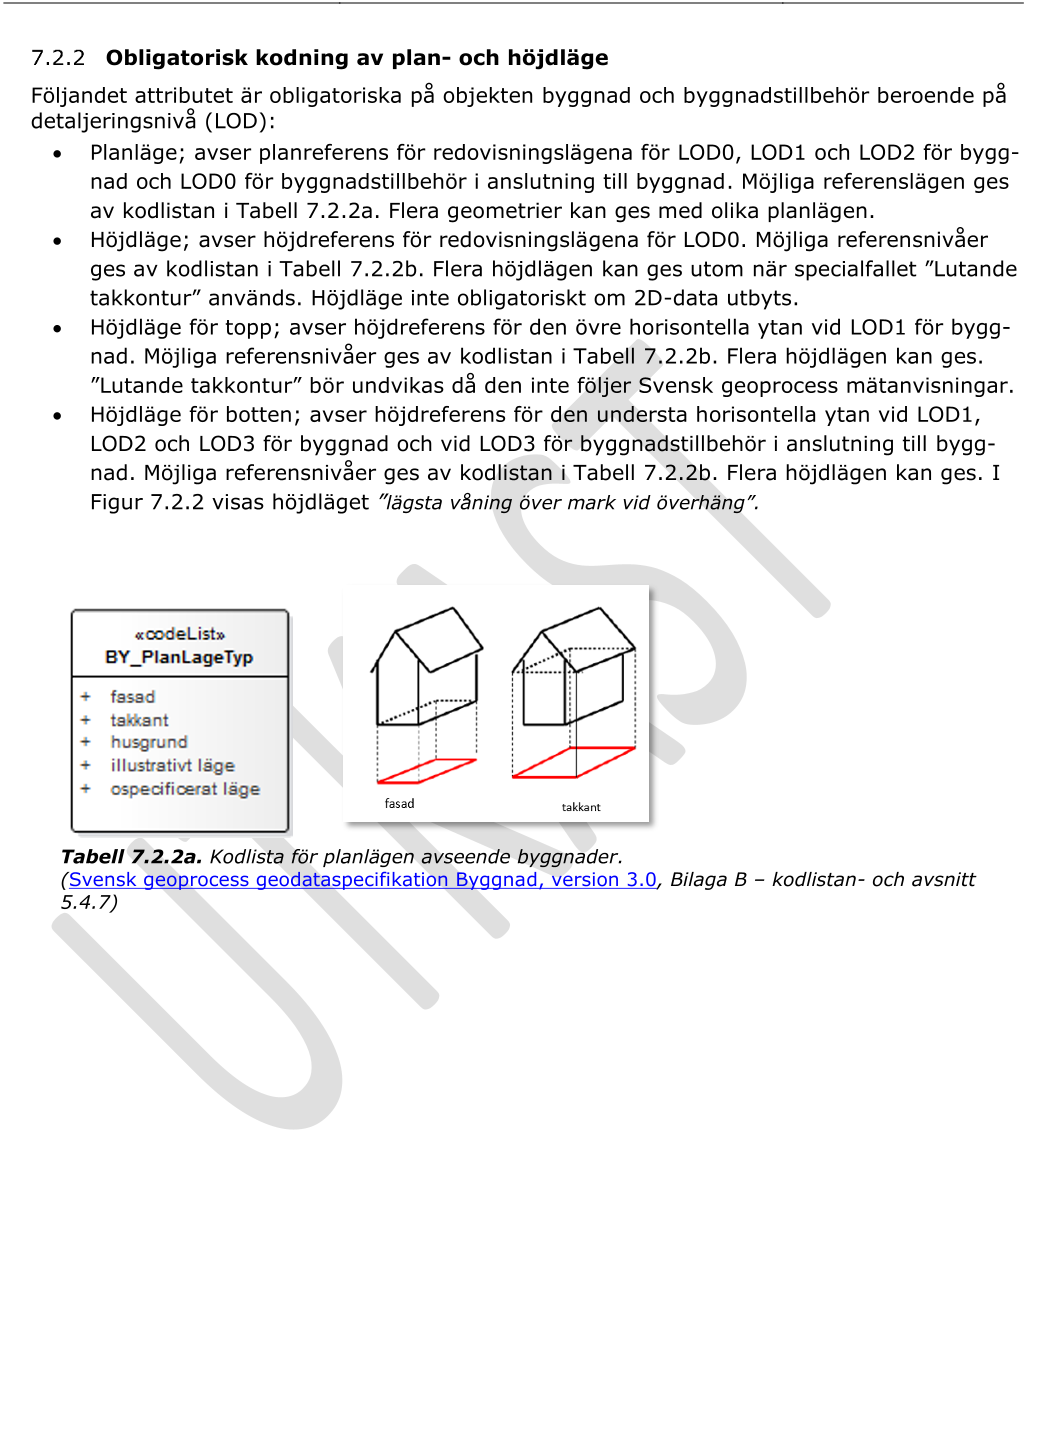 7.2.2 Obligatorisk kodning av plan- och höjdläge
Följandet attributet är obligatoriska på objekten byggnad och byggnadstillbehör beroende på
detaljeringsnivå (LOD):
• Planläge; avser planreferens för redovisningslägena för LOD0, LOD1 och LOD2 för bygg-
nad och LOD0 för byggnadstillbehör i anslutning till byggnad. Möjliga referenslägen ges
av kodlistan i Tabell 7.2.2a. Flera geometrier kan ges med olika planlägen.
• Höjdläge; avser höjdreferens för redovisningslägena för LOD0. Möjliga referensnivåer
ges av kodlistan i Tabell 7.2.2b. Flera höjdlägen kan ges utom när specialfallet ”Lutande
takkontur” används. Höjdläge inte obligatoriskt om 2D-data utbyts.
• Höjdläge för topp; avser höjdreferens för den övre horisontella ytan vid LOD1 för bygg-
nad. Möjliga referensnivåer ges av kodlistan i Tabell 7.2.2b. Flera höjdlägen kan ges.
”Lutande takkontur” bör undvikas då den inte följer Svensk geoprocess mätanvisningar.
• Höjdläge för botten; avser höjdreferens för den understa horisontella ytan vid LOD1,
LOD2 och LOD3 för byggnad och vid LOD3 för byggnadstillbehör i anslutning till bygg-
nad. Möjliga referensnivåer ges av kodlistan i Tabell 7.2.2b. Flera höjdlägen kan ges. I
Figur 7.2.2 visas höjdläget ”lägsta våning över mark vid överhäng”.
«codeList»
BY_PlanLageTyp
+ fasad
+ takkant
+ husgrund
+ illustrativt läge
+ ospecificerat läge
fasad
takkant
Tabell 7.2.2a. Kodlista för planlägen avseende byggnader.
(Svensk geoprocess geodataspecifikation Byggnad, version 3.0, Bilaga B – kodlistan- och avsnitt
5.4.7)
UTKAST